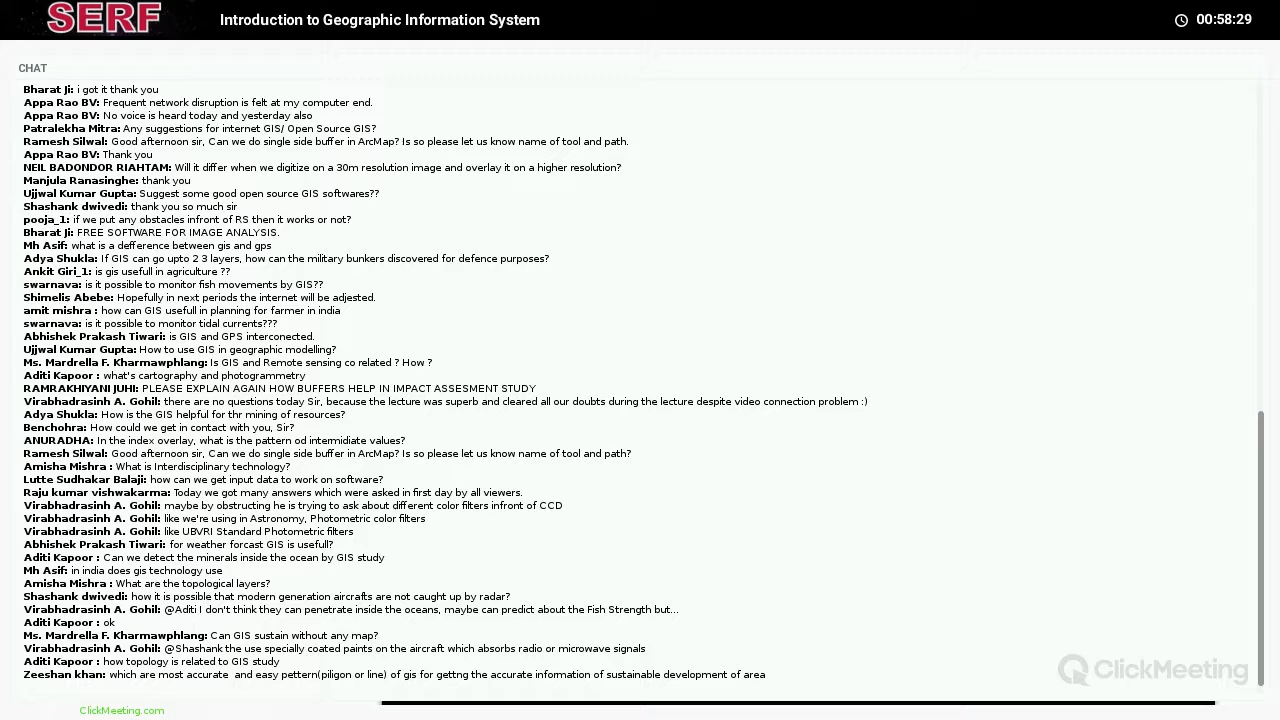 SERF
Introduction to Geographic Information System
00:58:29
CHAT
Bharat Ji: i got it thank you
Appa Rao BV: Frequent network disruption is felt at my computer end.
Appa Rao BV: No voice is heard today and yesterday also
Patralekha Mitra: Any suggestions for internet GIS/ Open Source GIS?
Ramesh Silwal: Good afternoon sir, Can we do single side buffer in ArcMap? Is so please let us know name of tool and path.
Appa Rao BV: Thank you
NEIL BADONDOR RIAHTAM: Will it differ when we digitize on a 30m resolution image and overlay it on a higher resolution?
Manjula Ranasinghe: thank you
Ujjwal Kumar Gupta: Suggest some good open source GIS softwares??
Shashank dwivedi: thank you so much sir
pooja_1: if we put any obstacles infront of RS then it works or not?
Bharat Ji: FREE SOFTWARE FOR IMAGE ANALYSIS.
Mh Asif: what is a defference between gis and gps
Adya Shukla: If GIS can go upto 2 3 layers, how can the military bunkers discovered for defence purposes?
Ankit Giri_1: is gis usefull in agriculture ??
swarnava: is it possible to monitor fish movements by GIS??
Shimelis Abebe: Hopefully in next periods the internet will be adjested.
amit mishra : how can GIS usefull in planning for farmer in india
swarnava: is it possible to monitor tidal currents???
Abhishek Prakash Tiwari: is GIS and GPS interconected.
Ujjwal Kumar Gupta: How to use GIS in geographic modelling?
Ms. Mardrella F. Kharmawphlang: Is GIS and Remote sensing co related ? How ?
Aditi Kapoor : what's cartography and photogrammetry
RAMRAKHIYANI JUHI: PLEASE EXPLAIN AGAIN HOW BUFFERS HELP IN IMPACT ASSESMENT STUDY
Virabhadrasinh A. Gohil: there are no questions today Sir, because the lecture was superb and cleared all our doubts during the lecture despite video connection problem :)
Adya Shukla: How is the GIS helpful for thr mining of resources?
Benchohra: How could we get in contact with you, Sir?
ANURADHA: In the index overlay, what is the pattern od intermidiate values?
Ramesh Silwal: Good afternoon sir, Can we do single side buffer in ArcMap? Is so please let us know name of tool and path?
Amisha Mishra : What is Interdisciplinary technology?
Lutte Sudhakar Balaji: how can we get input data to work on software?
Raju kumar vishwakarma: Today we got many answers which were asked in first day by all viewers.
Virabhadrasinh A. Gohil: maybe by obstructing he is trying to ask about different color filters infront of CCD
Virabhadrasinh A. Gohil: like we're using in Astronomy, Photometric color filters
Virabhadrasinh A. Gohil: like UBVRI Standard Photometric filters
Abhishek Prakash Tiwari: for weather forcast GIS is usefull?
Aditi Kapoor : Can we detect the minerals inside the ocean by GIS study
Mh Asif: in india does gis technology use
Amisha Mishra : What are the topological layers?
Shashank dwivedi: how it is possible that modern generation aircrafts are not caught up by radar?
Virabhadrasinh A. Gohil: @Aditi I don't think they can penetrate inside the oceans, maybe can predict about the Fish Strength but...
Aditi Kapoor : ok
Ms. Mardrella F. Kharmawphlang: Can GIS sustain without any map?
Virabhadrasinh A. Gohil: @Shashank the use specially coated paints on the aircraft which absorbs radio or microwave signals
Aditi Kapoor : how topology is related to GIS study
Zeeshan khan: which are most accurate  and easy pettern(piligon or line) of gis for gettng the accurate information of sustainable development of area
ClickMeeting
ClickMeeting.com